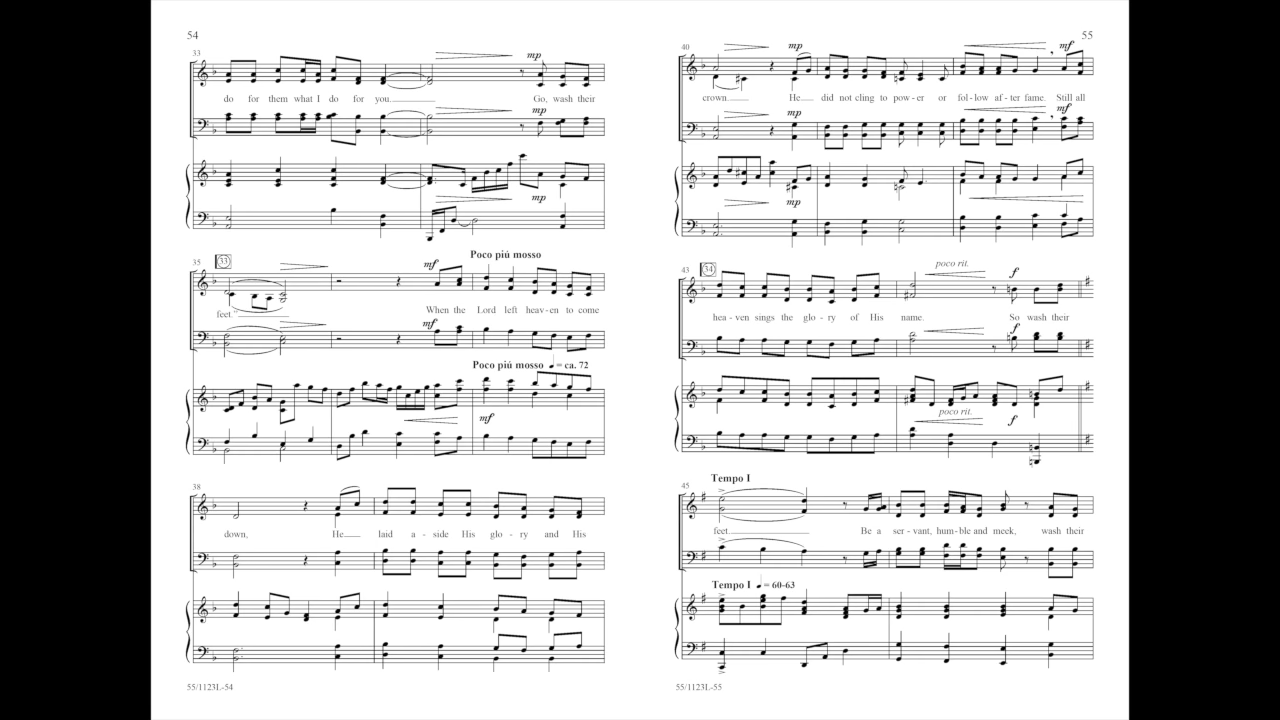 54
33
mp
do for them what I do for you.
Go, wash their
mp
mp
35
33
Poco piú mosso
mf
feet."
When the Lord left heav - en to come
mf
Poco piú mosso ♩ = ca. 72
mf
38
down, He laid a - side His glo - ry and His
55/1123L-54
55
40
mp
mf
crown. He did not cling to pow - er or fol - low af - ter fame. Still all
mp
mf
mp
43
34
poco rit.
f
hea - ven sings the glo - ry of His name. So wash their
f
poco rit.
f
Tempo I
45
feet Be a ser - vant, hum - ble and meek, wash their
Tempo I ♩ = 60-63
55/1123L-55